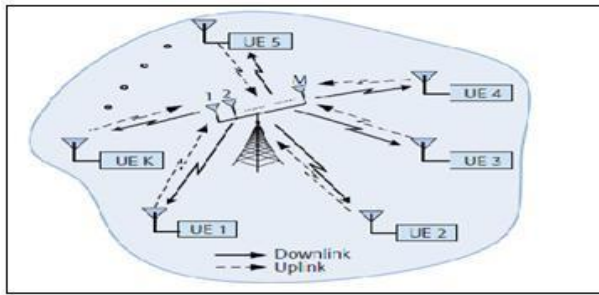 UE 5
1 2 M
UE 4
UE K
UE 3
UE 1
UE 2
Downlink
Uplink